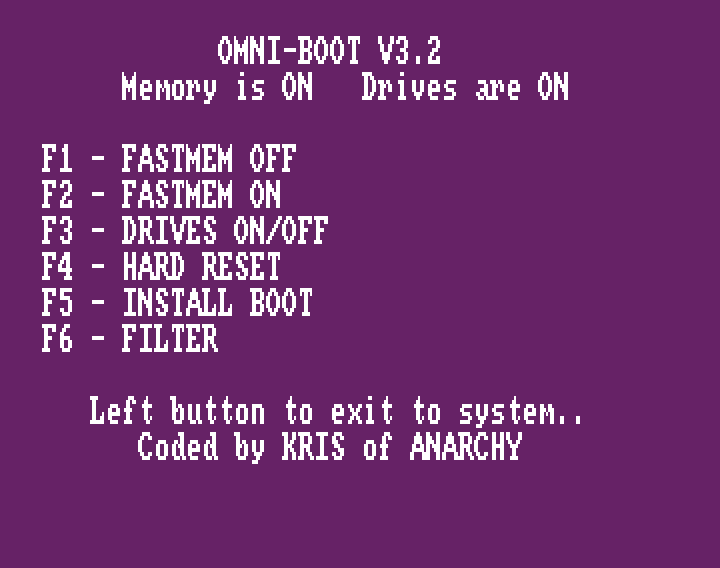 OMNI-BOOT V3.2
Memory is ON   Drives are ON
F1 - FASTMEM OFF
F2 - FASTMEM ON
F3 - DRIVES ON/OFF
F4 - HARD RESET
F5 - INSTALL BOOT
F6 - FILTER
Left button to exit to system..
Coded by KRIS of ANARCHY